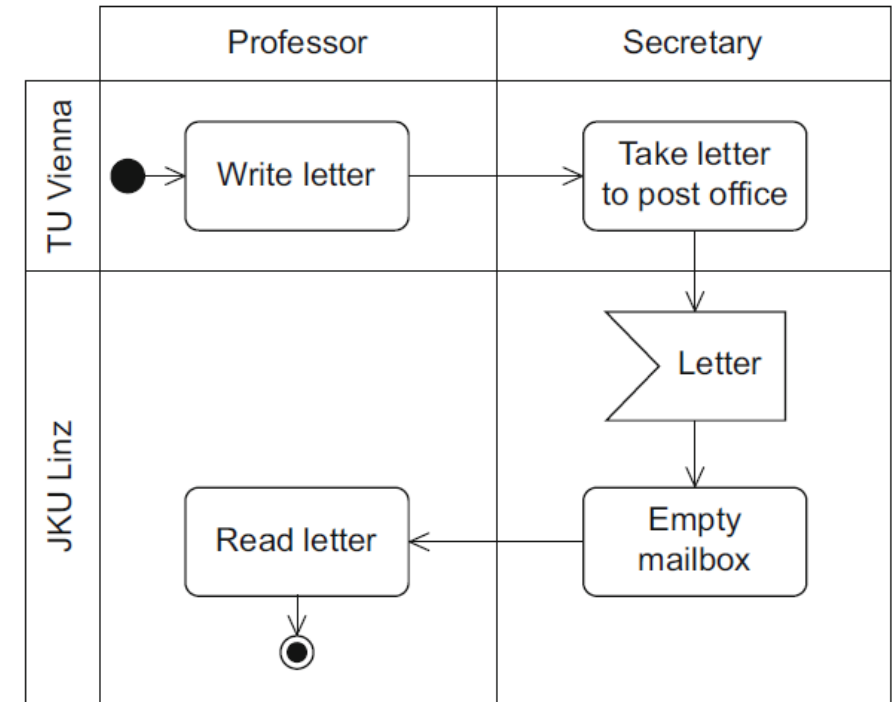 Professor
Secretary
TU Vienna
Write letter
Take letter
to post office
JKU Linz
Letter
Read letter
Empty
mailbox